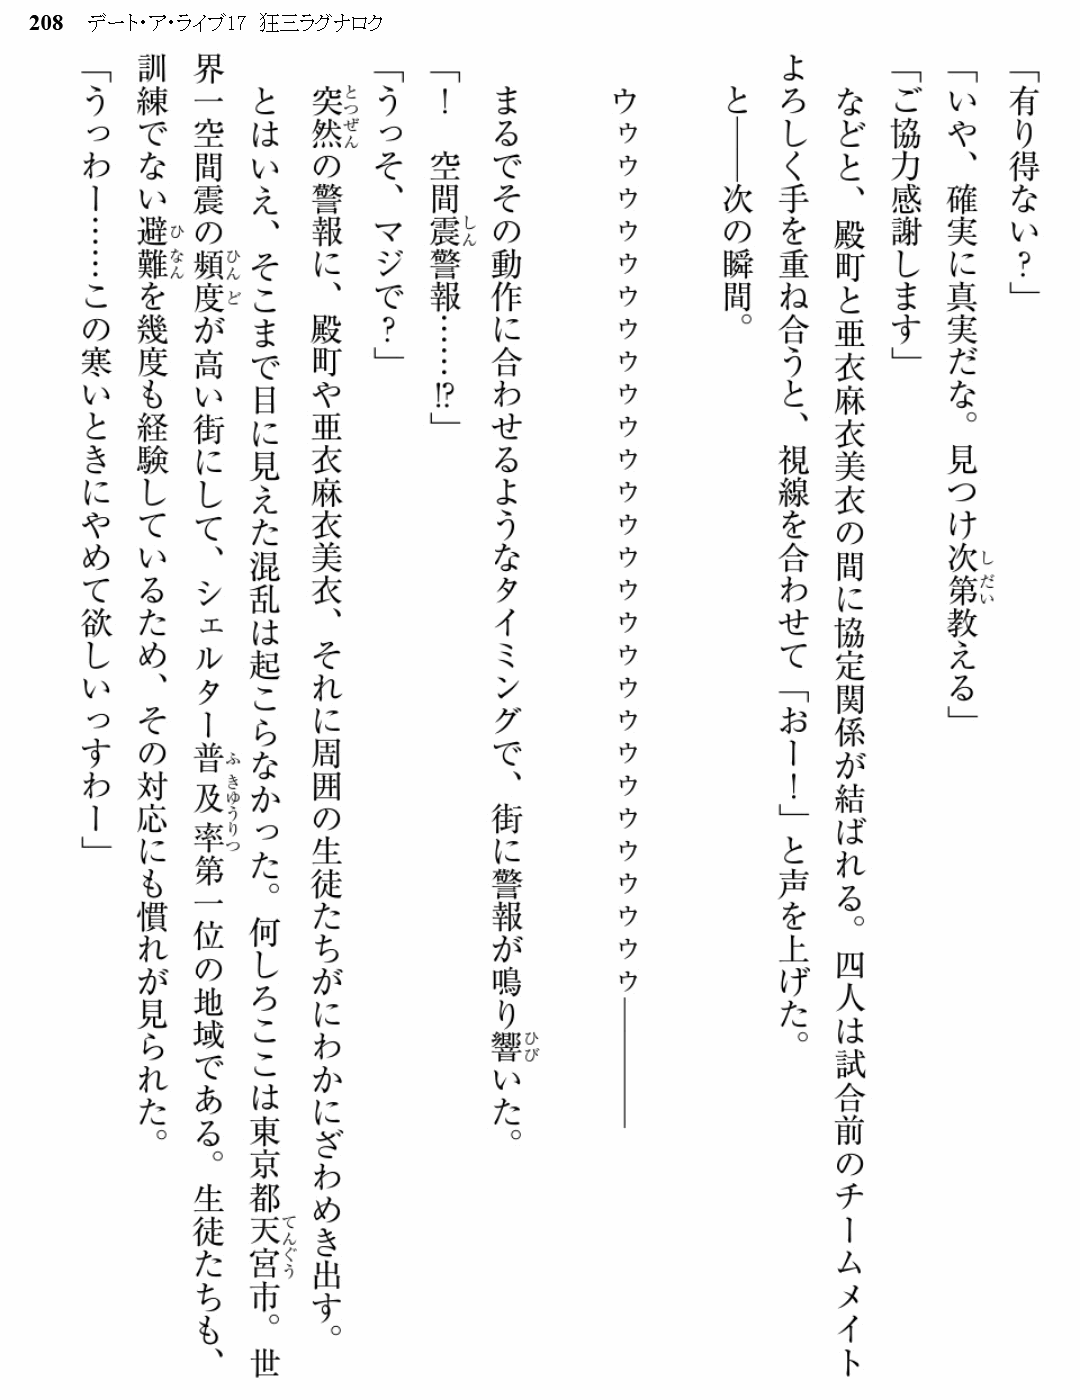 208 デート・ア・ライブ17 狂三ラグナロク
「有り得ない？」
「いや、確実に真実だな。見つけ次第教える」
「ご協力感謝します」
などと、殿町と亜衣麻衣美衣の間に協定関係が結ばれる。四人は試合前のチームメイト
よろしく手を重ね合うと、視線を合わせて「おー！」と声を上げた。
と――次の瞬間。
ウゥゥゥゥゥゥゥゥゥゥゥゥゥゥゥゥゥゥゥゥゥゥゥゥゥゥゥ――――
まるでその動作に合わせるようなタイミングで、街に警報が鳴り響いた。
「！　空間震警報……!?」
「うっそ、マジで？」
突然の警報に、殿町や亜衣麻衣美衣、それに周囲の生徒たちがにわかにざわめき出す。
とはいえ、そこまで目に見えた混乱は起こらなかった。何しろここは東京都天宮市。世
界一空間震の頻度が高い街にして、シェルター普及率第一位の地域である。生徒たちも、
訓練でない避難を幾度も経験しているため、その対応にも慣れが見られた。
「うっわー……この寒いときにやめて欲しいっすわー」